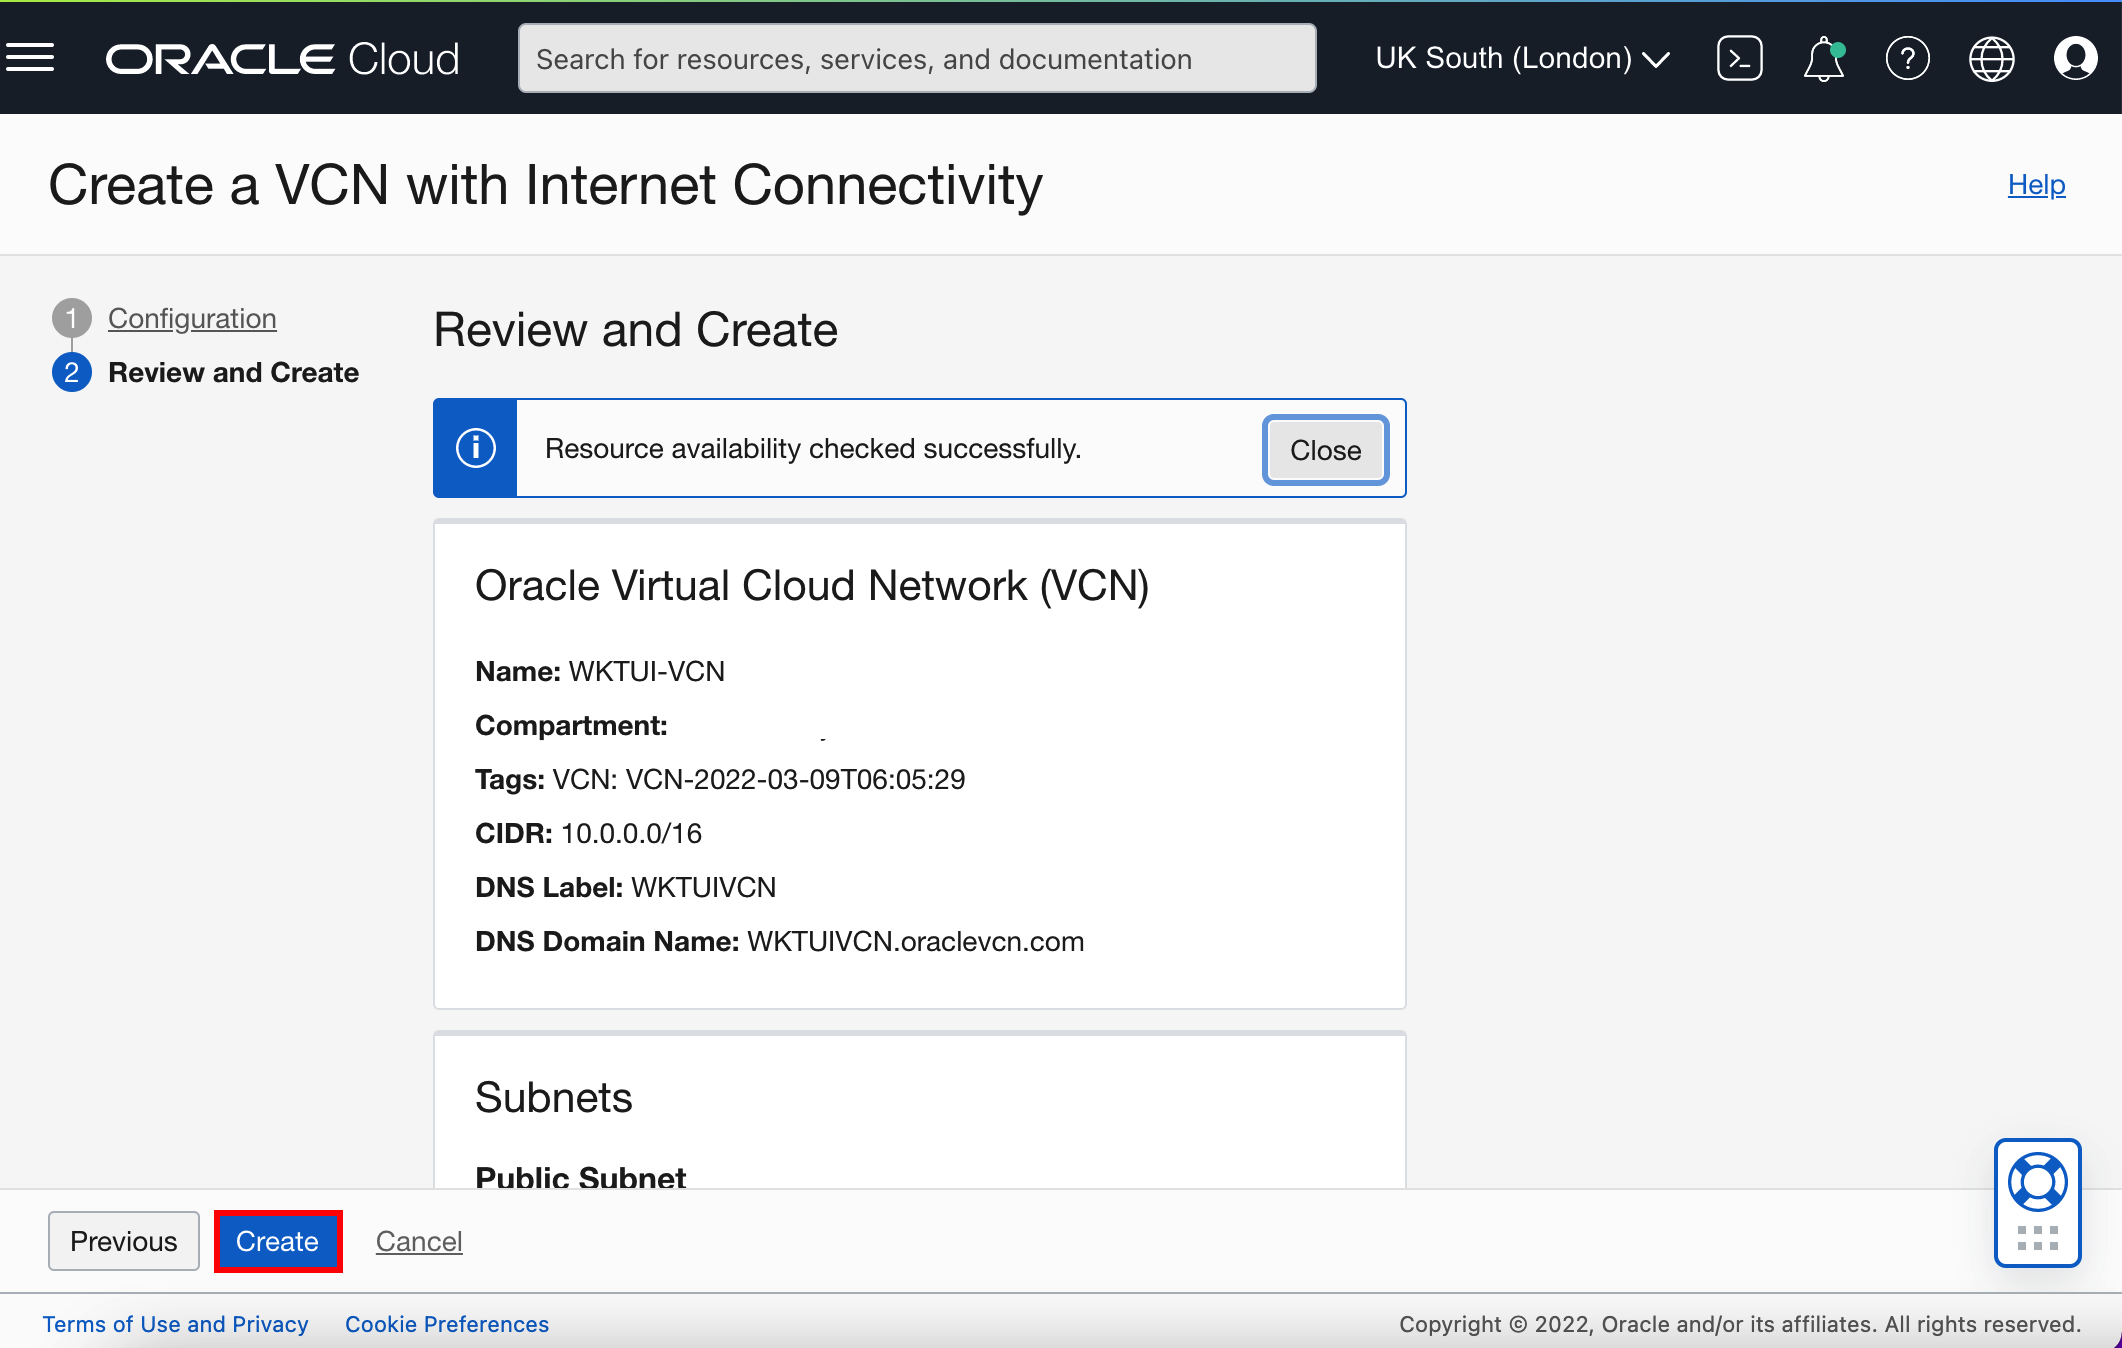 ORACLE Cloud
Search for resources, services, and documentation
UK South (London)
Create a VCN with Internet Connectivity
Help
1 Configuration
2 Review and Create
Review and Create
Resource availability checked successfully.
Close
Oracle Virtual Cloud Network (VCN)
Name: WKTUI-VCN
Compartment:
Tags: VCN: VCN-2022-03-09T06:05:29
CIDR: 10.0.0.0/16
DNS Label: WKTUIVCN
DNS Domain Name: WKTUIVCN.oraclevcn.com
Subnets
Public Subnet
Previous
Create
Cancel
Terms of Use and Privacy
Cookie Preferences
Copyright © 2022, Oracle and/or its affiliates. All rights reserved.